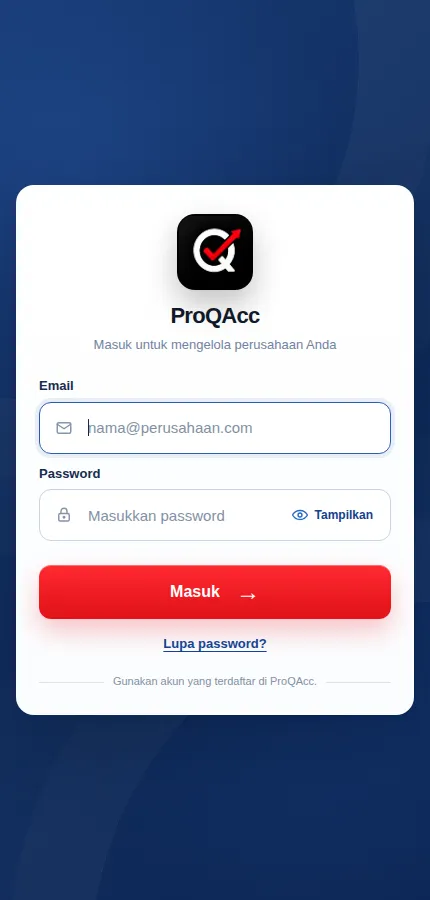 ProQAcc
Masuk untuk mengelola perusahaan Anda
Email
nama@perusahaan.com
Password
Masukkan password
Tampilkan
Masuk →
Lupa password?
Gunakan akun yang terdaftar di ProQAcc.